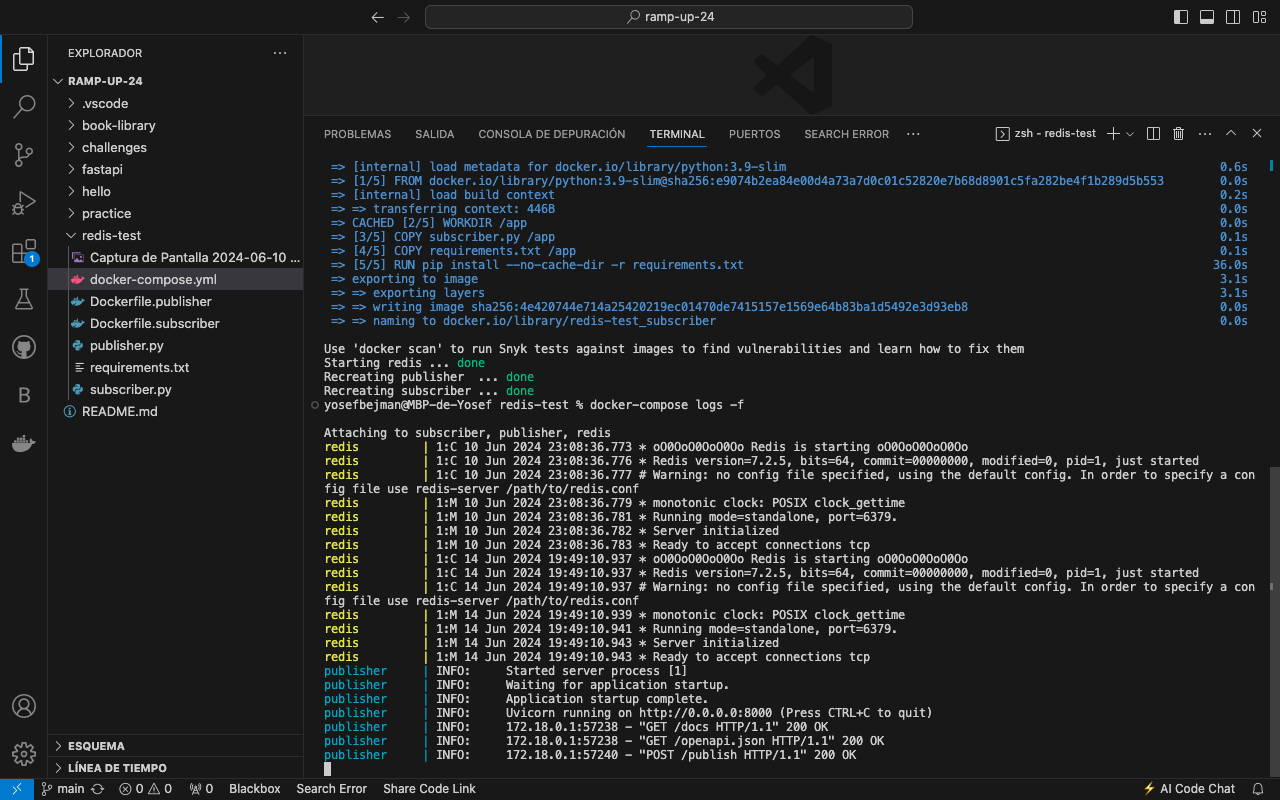 ramp-up-24
EXPLORADOR
RAMP-UP-24
.vscode
book-library
challenges
fastapi
hello
practice
redis-test
Captura de Pantalla 2024-06-10 ...
docker-compose.yml
Dockerfile.publisher
Dockerfile.subscriber
publisher.py
requirements.txt
subscriber.py
README.md
ESQUEMA
LÍNEA DE TIEMPO
1
B
PROBLEMAS SALIDA CONSOLA DE DEPURACIÓN TERMINAL PUERTOS SEARCH ERROR ... zsh - redis-test
=> [internal] load metadata for docker.io/library/python:3.9-slim 0.6s
=> [1/5] FROM docker.io/library/python:3.9-slim@sha256:e9074b2ea84e00d4a73a7d0c01c52820e7b68d8901c5fa282be4f1b289d5b553 0.0s
=> [internal] load build context 0.2s
=> => transferring context: 446B 0.0s
=> CACHED [2/5] WORKDIR /app 0.0s
=> [3/5] COPY subscriber.py /app 0.1s
=> [4/5] COPY requirements.txt /app 0.1s
=> [5/5] RUN pip install --no-cache-dir -r requirements.txt 36.0s
=> exporting to image 3.1s
=> => exporting layers 3.1s
=> => writing image sha256:4e420744e714a25420219ec01470de7415157e1569e64b83ba1d5492e3d93eb8 0.0s
=> => naming to docker.io/library/redis-test_subscriber 0.0s
Use 'docker scan' to run Snyk tests against images to find vulnerabilities and learn how to fix them
Starting redis ... done
Recreating publisher  ... done
Recreating subscriber ... done
yosefbejman@MBP-de-Yosef redis-test % docker-compose logs -f
Attaching to subscriber, publisher, redis
redis | 1:C 10 Jun 2024 23:08:36.773 * oO0OoO0OoO0Oo Redis is starting oO0OoO0OoO0Oo
redis | 1:C 10 Jun 2024 23:08:36.776 * Redis version=7.2.5, bits=64, commit=00000000, modified=0, pid=1, just started
redis | 1:C 10 Jun 2024 23:08:36.777 # Warning: no config file specified, using the default config. In order to specify a con
fig file use redis-server /path/to/redis.conf
redis | 1:M 10 Jun 2024 23:08:36.779 * monotonic clock: POSIX clock_gettime
redis | 1:M 10 Jun 2024 23:08:36.781 * Running mode=standalone, port=6379.
redis | 1:M 10 Jun 2024 23:08:36.782 * Server initialized
redis | 1:M 10 Jun 2024 23:08:36.783 * Ready to accept connections tcp
redis | 1:C 14 Jun 2024 19:49:10.937 * oO0OoO0OoO0Oo Redis is starting oO0OoO0OoO0Oo
redis | 1:C 14 Jun 2024 19:49:10.937 * Redis version=7.2.5, bits=64, commit=00000000, modified=0, pid=1, just started
redis | 1:C 14 Jun 2024 19:49:10.937 # Warning: no config file specified, using the default config. In order to specify a con
fig file use redis-server /path/to/redis.conf
redis | 1:M 14 Jun 2024 19:49:10.939 * monotonic clock: POSIX clock_gettime
redis | 1:M 14 Jun 2024 19:49:10.941 * Running mode=standalone, port=6379.
redis | 1:M 14 Jun 2024 19:49:10.943 * Server initialized
redis | 1:M 14 Jun 2024 19:49:10.943 * Ready to accept connections tcp
publisher | INFO: Started server process [1]
publisher | INFO: Waiting for application startup.
publisher | INFO: Application startup complete.
publisher | INFO: Uvicorn running on http://0.0.0.0:8000 (Press CTRL+C to quit)
publisher | INFO: 172.18.0.1:57238 - "GET /docs HTTP/1.1" 200 OK
publisher | INFO: 172.18.0.1:57238 - "GET /openapi.json HTTP/1.1" 200 OK
publisher | INFO: 172.18.0.1:57240 - "POST /publish HTTP/1.1" 200 OK
main 0 0 0 Blackbox Search Error Share Code Link AI Code Chat